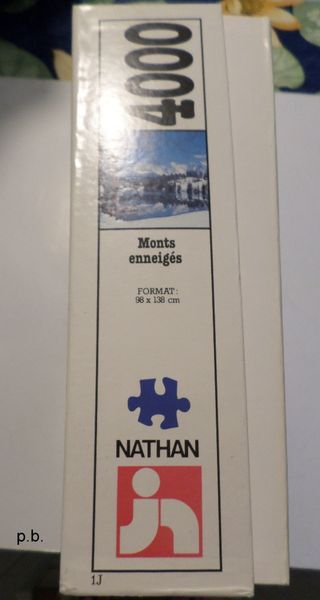 4000
Monts
enneigés
FORMAT:
98 x 138 cm
NATHAN
1J
p.b.